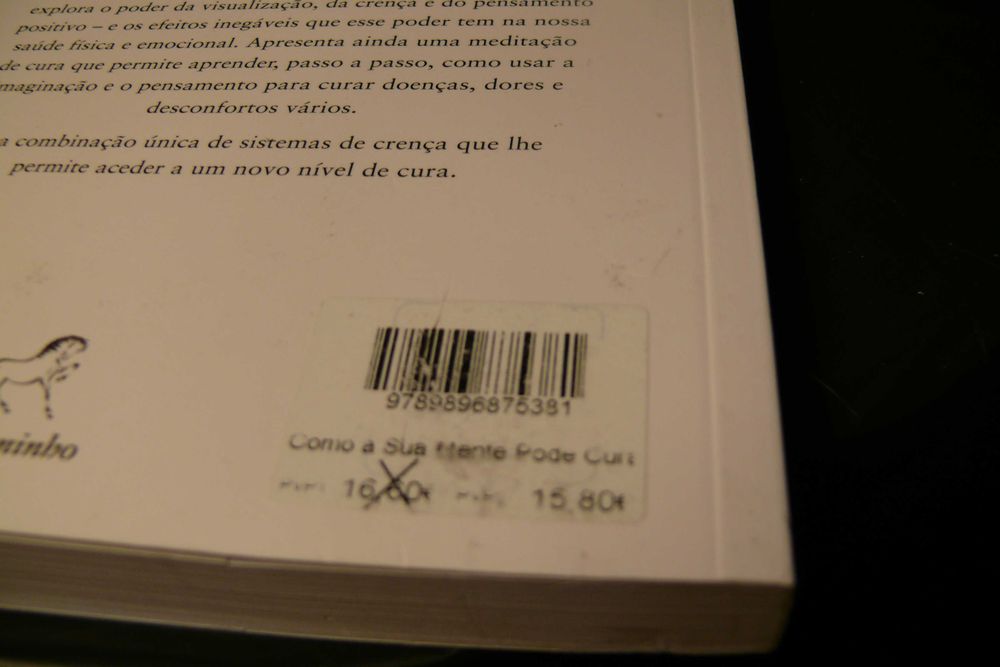 explora o poder da visualização, da crença e do pensamento
positivo – e os efeitos inegáveis que esse poder tem na nossa
saúde física e emocional. Apresenta ainda uma meditação
de cura que permite aprender, passo a passo, como usar a
maginação e o pensamento para curar doenças, dores e
desconfortos vários.
a combinação única de sistemas de crença que lhe
permite aceder a um novo nível de cura.
minho
9789896875381
Como a Sua Mente Pode Cura
16,60€ 15,80€